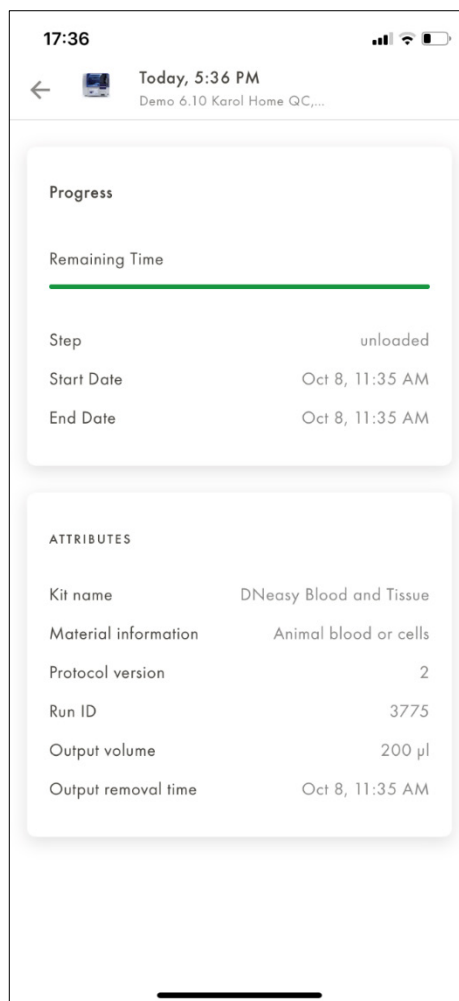 17:36
Today, 5:36 PM
Demo 6.10 Karol Home QC,...
Progress
Remaining Time
Step unloaded
Start Date Oct 8, 11:35 AM
End Date Oct 8, 11:35 AM
ATTRIBUTES
Kit name DNeasy Blood and Tissue
Material information Animal blood or cells
Protocol version 2
Run ID 3775
Output volume 200 µl
Output removal time Oct 8, 11:35 AM